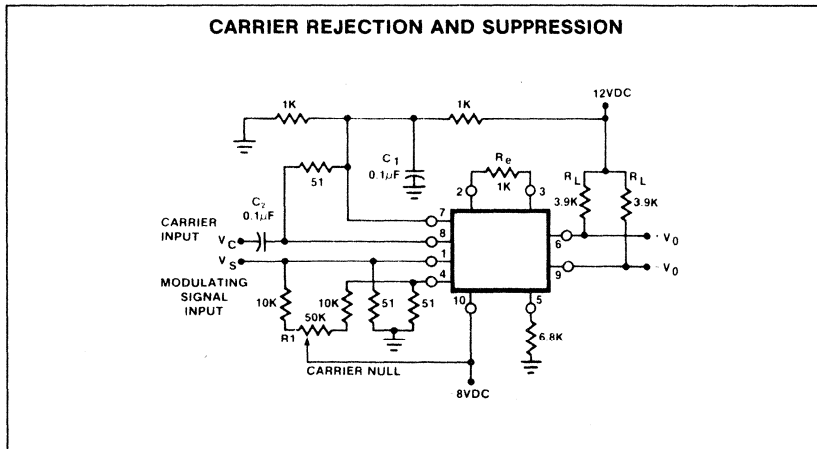 CARRIER REJECTION AND SUPPRESSION
12VDC
1K
1K
C1
0.1µF
Re
1K
RL
RL
3.9K
3.9K
51
2
3
C2
0.1µF
7
CARRIER
INPUT
VC
8
6
V0
VS
1
MODULATING
SIGNAL
INPUT
4
9
V0
10K
10K
51
51
10
5
50K
R1
6.8K
CARRIER NULL
8VDC